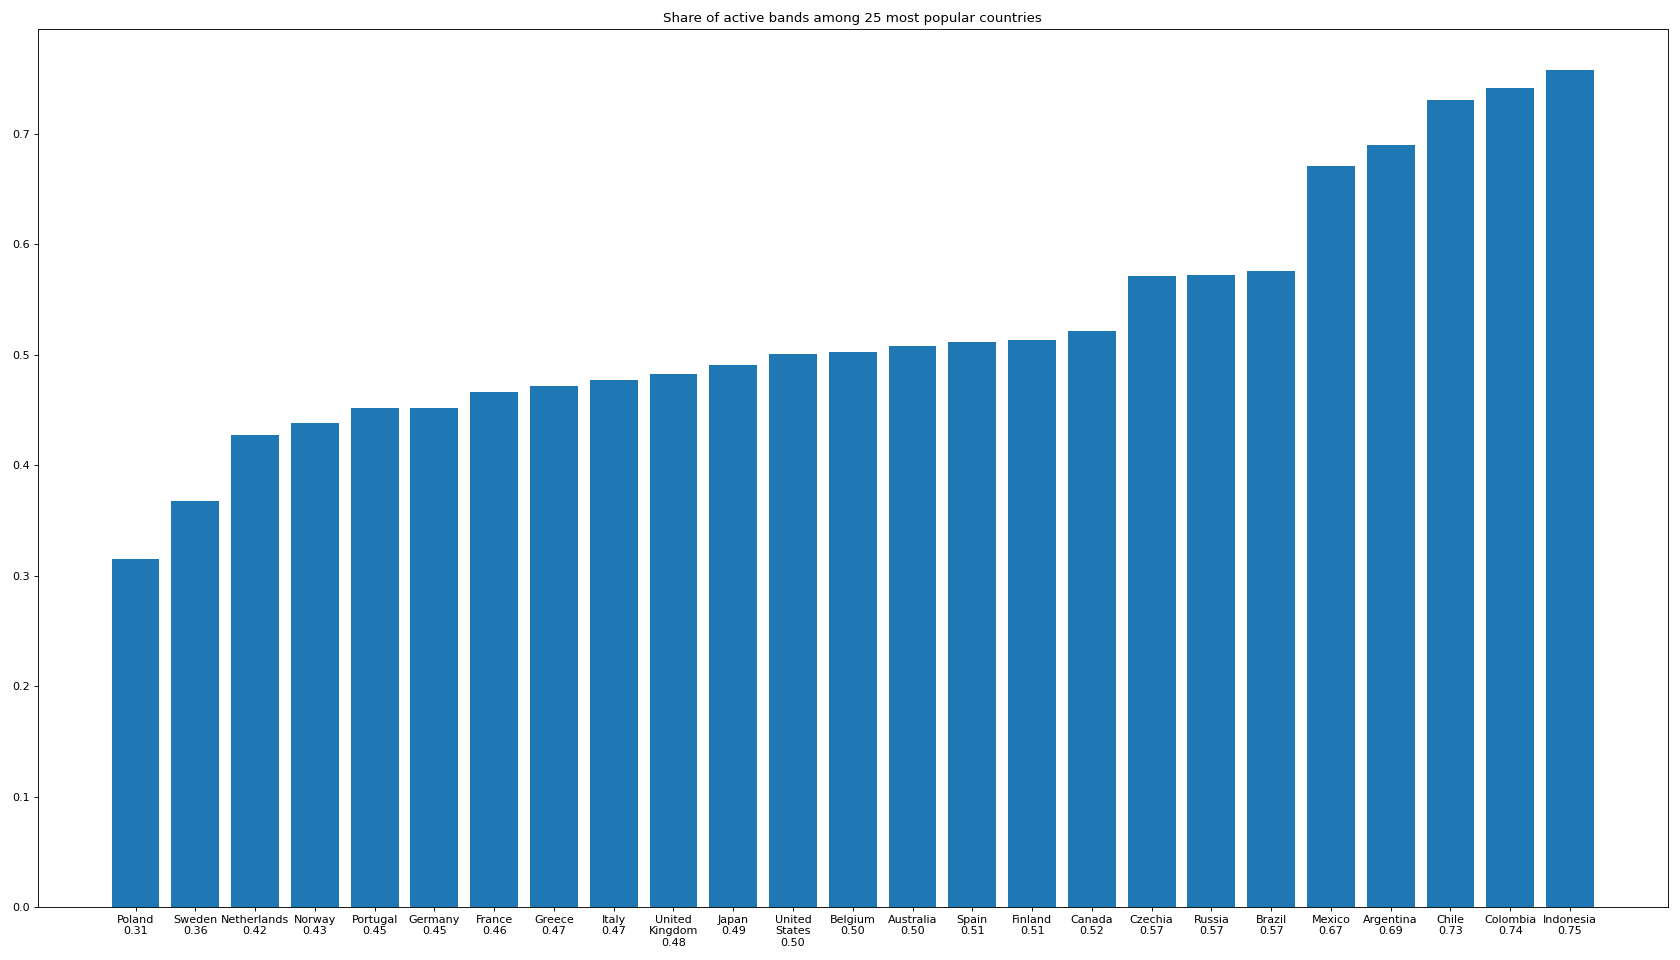 Share of active bands among 25 most popular countries
0.7
0.6
0.5
0.4
0.3
0.2
0.1
0.0
Poland
0.31
Sweden
0.36
Netherlands
0.42
Norway
0.43
Portugal
0.45
Germany
0.45
France
0.46
Greece
0.47
Italy
0.47
United
Kingdom
0.48
Japan
0.49
United
States
0.50
Belgium
0.50
Australia
0.50
Spain
0.51
Finland
0.51
Canada
0.52
Czechia
0.57
Russia
0.57
Brazil
0.57
Mexico
0.67
Argentina
0.69
Chile
0.73
Colombia
0.74
Indonesia
0.75